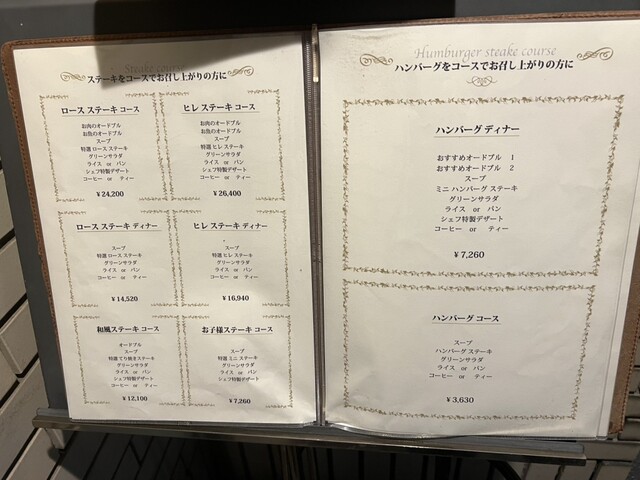 Steake course
ステーキをコースでお召し上がりの方に
ロース ステーキ コース
お肉のオードブル
お魚のオードブル
スープ
特選 ロース ステーキ
グリーンサラダ
ライス or パン
シェフ特製デザート
コーヒー or ティー
¥24,200
ヒレ ステーキ コース
お肉のオードブル
お魚のオードブル
スープ
特選 ヒレ ステーキ
グリーンサラダ
ライス or パン
シェフ特製デザート
コーヒー or ティー
¥26,400
ロース ステーキ ディナー
スープ
特選 ロース ステーキ
グリーンサラダ
ライス or パン
コーヒー or ティー
¥14,520
ヒレ ステーキ ディナー
スープ
特選 ヒレ ステーキ
グリーンサラダ
ライス or パン
コーヒー or ティー
¥16,940
和風ステーキ コース
オードブル
スープ
特選 てり焼き ステーキ
グリーンサラダ
ライス or パン
シェフ特製デザート
コーヒー or ティー
¥12,100
お子様ステーキ コース
スープ
特選 ミニ ステーキ
グリーンサラダ
ライス or パン
シェフ特製デザート
¥7,260
Humburger steake course
ハンバーグをコースでお召し上がりの方に
ハンバーグ ディナー
おすすめオードブル 1
おすすめオードブル 2
スープ
ミニ ハンバーグ ステーキ
グリーンサラダ
ライス or パン
シェフ特製デザート
コーヒー or ティー
¥7,260
ハンバーグ コース
スープ
ハンバーグ ステーキ
グリーンサラダ
ライス or パン
コーヒー or ティー
¥3,630